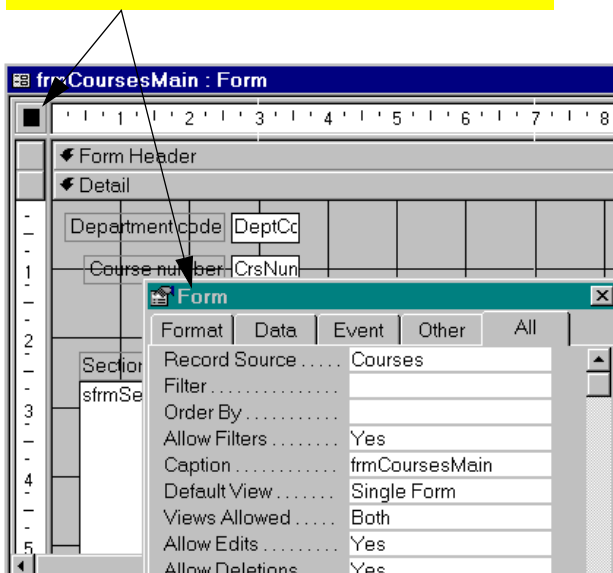 frmCoursesMain : Form
1 2 3 4 5 6 7 8
Form Header
Detail
Department code DeptCo
1
Course number CrsNun
Form
Format Data Event Other All
2
Section
Record Source ..... Courses
sfrmSe
Filter ...............
Order By ...........
3
Allow Filters ........ Yes
Caption ............ frmCoursesMain
4
Default View ....... Single Form
Views Allowed ..... Both
5
Allow Edits ......... Yes
Allow Deletions Yes